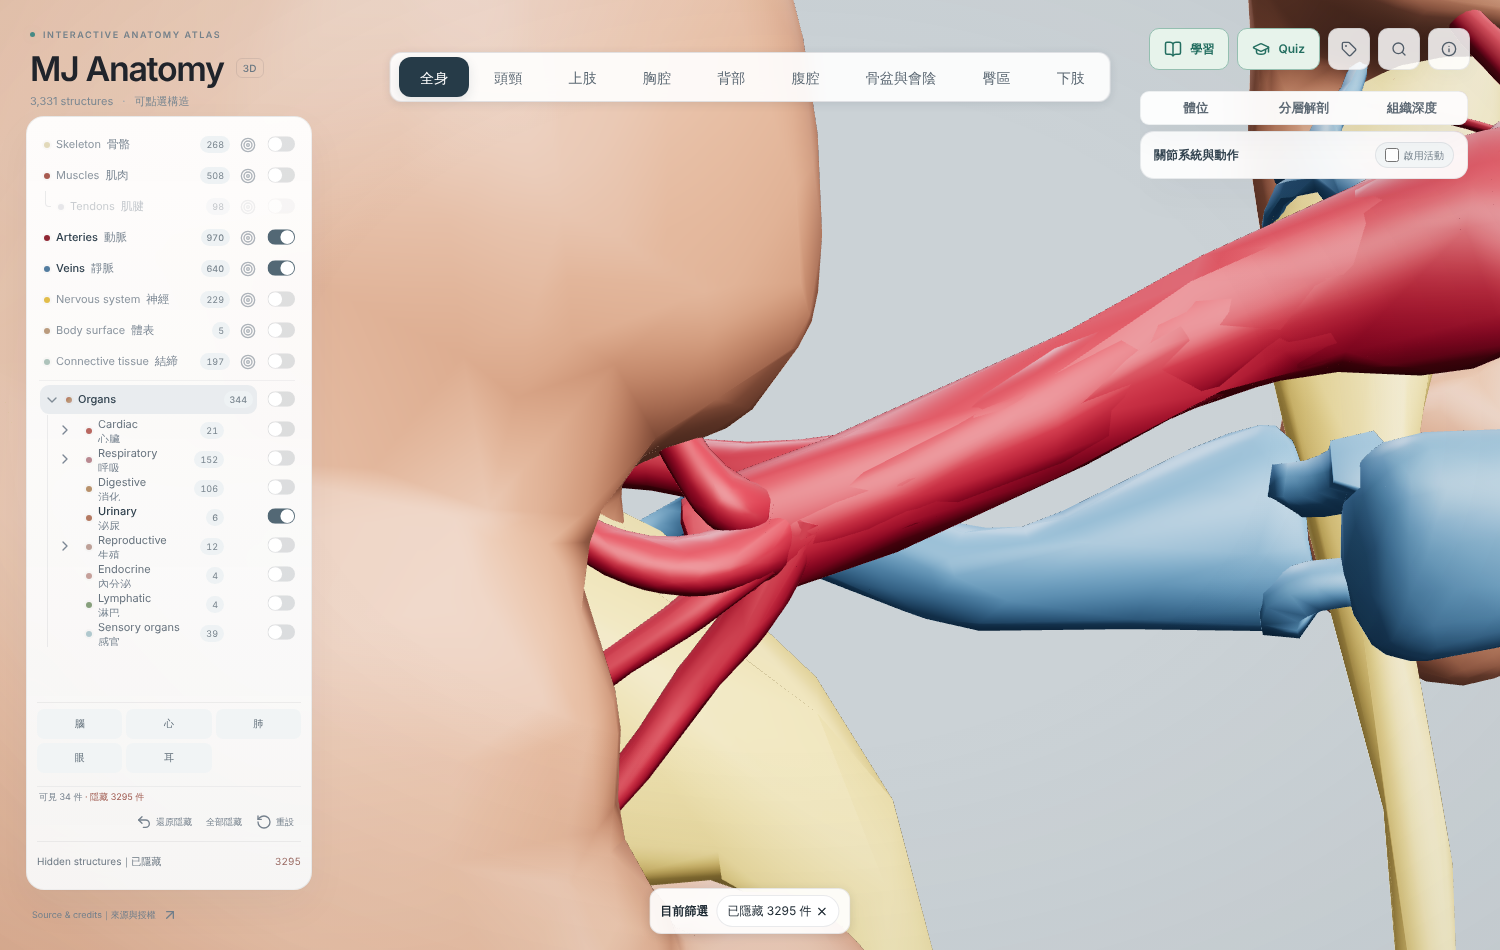 INTERACTIVE ANATOMY ATLAS
MJ Anatomy 3D
3,331 structures · 可點選構造
全身 頭頸 上肢 胸腔 背部 腹腔 骨盆與會陰 臀區 下肢
學習 Quiz
體位 分層解剖 組織深度
關節系統與動作 啟用活動
Skeleton 骨骼 268
Muscles 肌肉 508
Tendons 肌腱 98
Arteries 動脈 970
Veins 靜脈 640
Nervous system 神經 229
Body surface 體表 5
Connective tissue 結締 197
Organs 344
Cardiac 21
心臟
Respiratory 152
呼吸
Digestive 106
消化
Urinary 6
泌尿
Reproductive 12
生殖
Endocrine 4
內分泌
Lymphatic 4
淋巴
Sensory organs 39
感官
腦 心 肺
眼 耳
可見 34 件 · 隱藏 3295 件
還原隱藏 全部隱藏 重設
Hidden structures | 已隱藏 3295
Source & credits | 來源與授權
目前篩選 已隱藏 3295 件 ✕